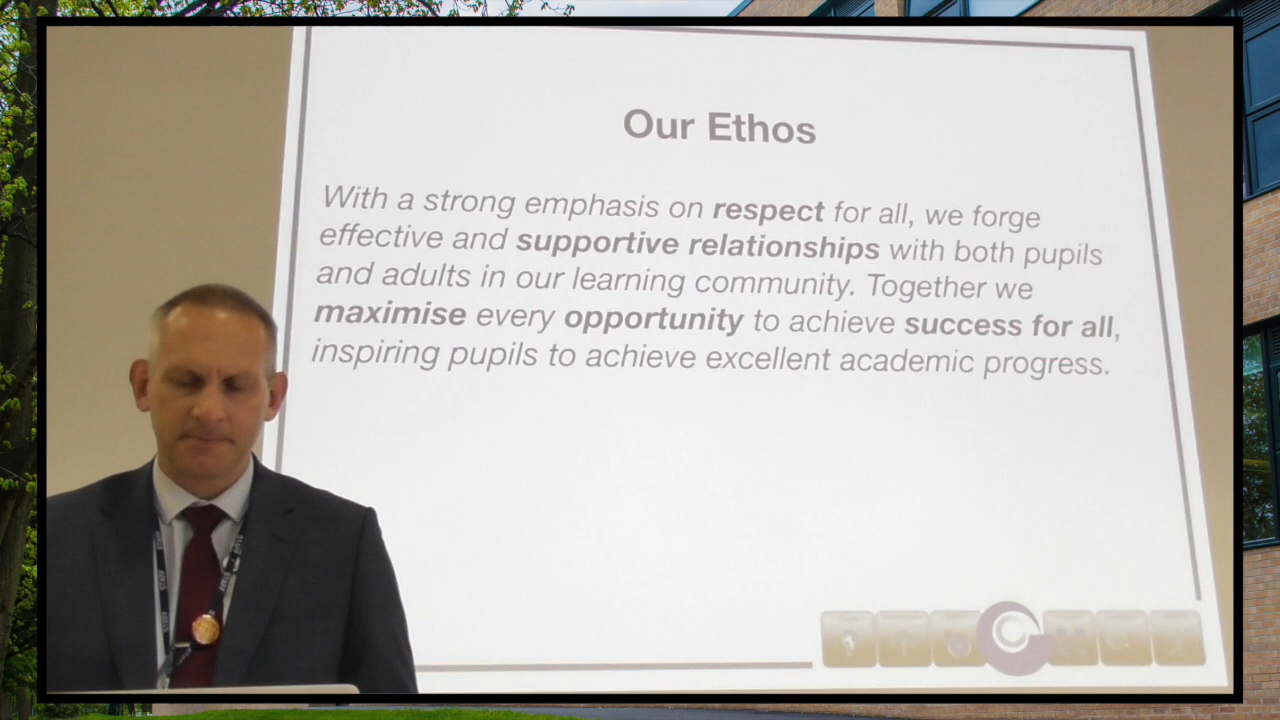 Our Ethos
With a strong emphasis on respect for all, we forge
effective and supportive relationships with both pupils
and adults in our learning community. Together we
maximise every opportunity to achieve success for all,
inspiring pupils to achieve excellent academic progress.